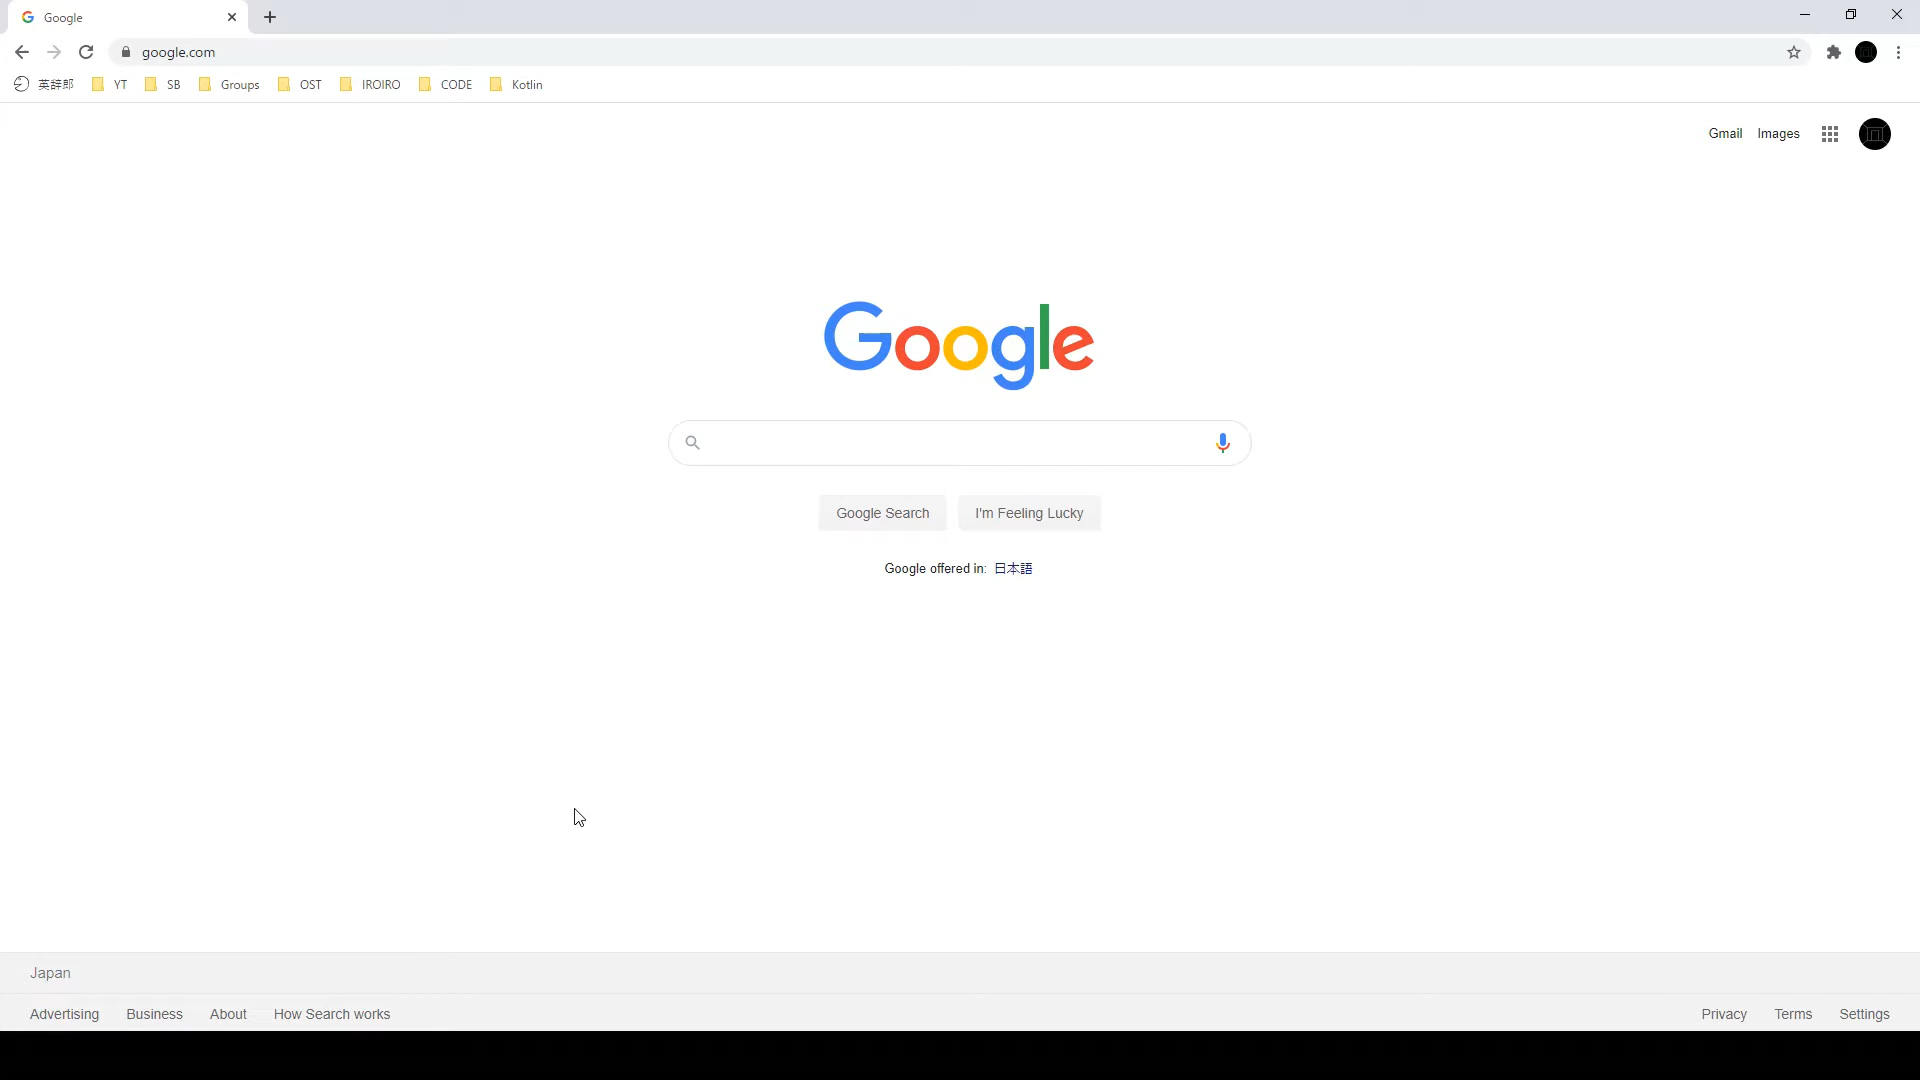 Google
google.com
英辞郎 YT SB Groups OST IROIRO CODE Kotlin
Gmail Images
Google
Google Search I'm Feeling Lucky
Google offered in: 日本語
Japan
Advertising Business About How Search works Privacy Terms Settings